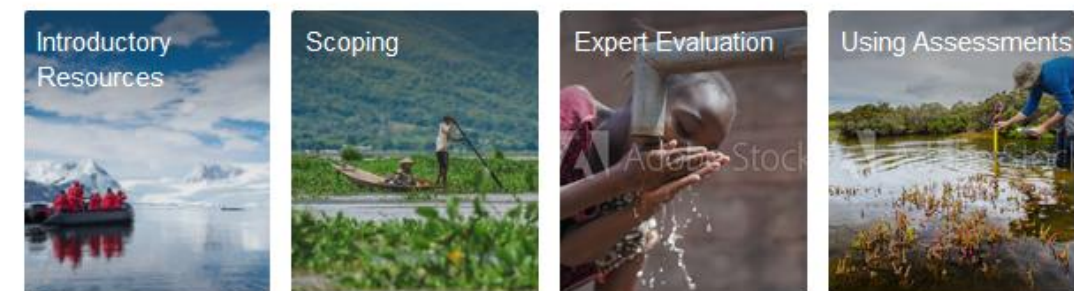 Introductory
Resources
Scoping
Expert Evaluation
Using Assessments
Adobe Stock